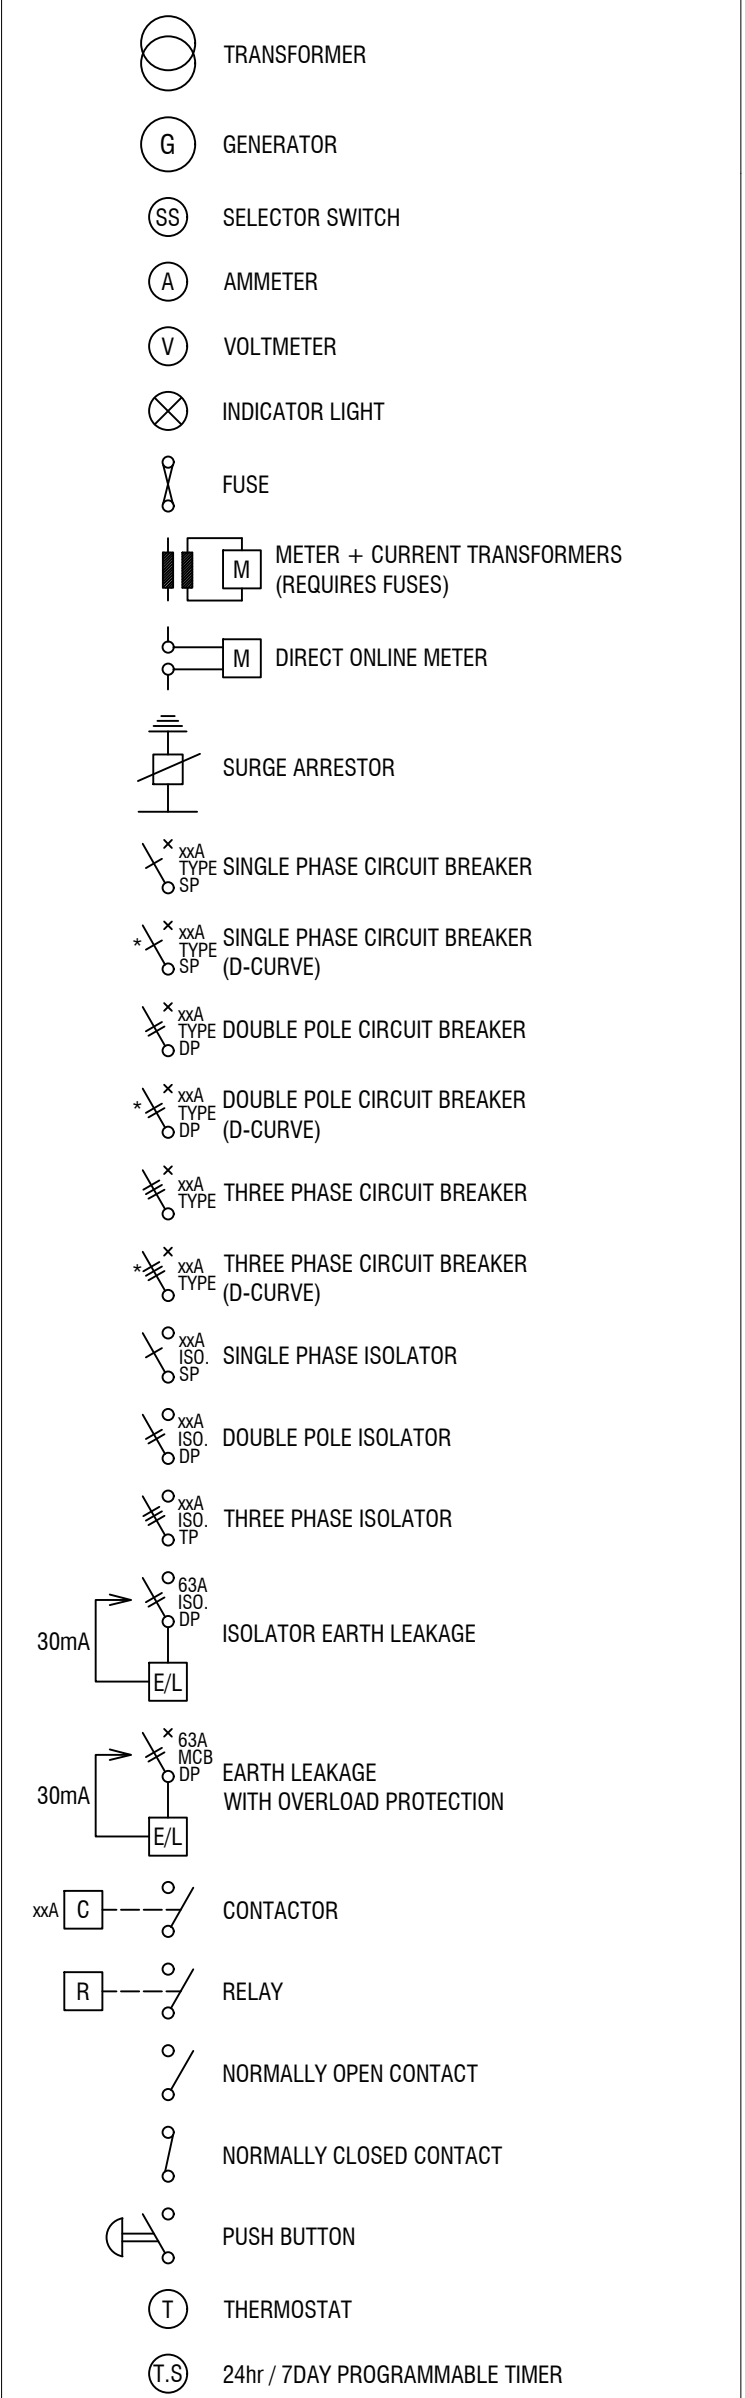 TRANSFORMER
G GENERATOR
SS SELECTOR SWITCH
A AMMETER
V VOLTMETER
INDICATOR LIGHT
FUSE
M METER + CURRENT TRANSFORMERS
(REQUIRES FUSES)
M DIRECT ONLINE METER
SURGE ARRESTOR
xxA
TYPE
SP
SINGLE PHASE CIRCUIT BREAKER
*
xxA
TYPE
SP
SINGLE PHASE CIRCUIT BREAKER
(D-CURVE)
xxA
TYPE
DP
DOUBLE POLE CIRCUIT BREAKER
*
xxA
TYPE
DP
DOUBLE POLE CIRCUIT BREAKER
(D-CURVE)
xxA
TYPE
THREE PHASE CIRCUIT BREAKER
*
xxA
TYPE
THREE PHASE CIRCUIT BREAKER
(D-CURVE)
xxA
ISO.
SP
SINGLE PHASE ISOLATOR
xxA
ISO.
DP
DOUBLE POLE ISOLATOR
xxA
ISO.
TP
THREE PHASE ISOLATOR
63A
ISO.
DP
30mA
E/L
ISOLATOR EARTH LEAKAGE
63A
MCB
DP
30mA
E/L
EARTH LEAKAGE
WITH OVERLOAD PROTECTION
xxA C CONTACTOR
R RELAY
NORMALLY OPEN CONTACT
NORMALLY CLOSED CONTACT
PUSH BUTTON
T THERMOSTAT
T.S 24hr / 7DAY PROGRAMMABLE TIMER